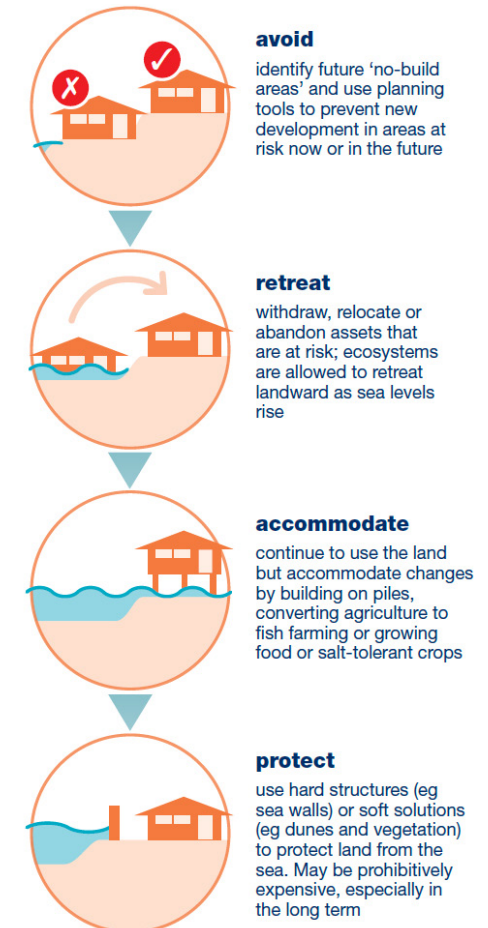 avoid
identify future ‘no-build
areas’ and use planning
tools to prevent new
development in areas at
risk now or in the future
retreat
withdraw, relocate or
abandon assets that
are at risk; ecosystems
are allowed to retreat
landward as sea levels
rise
accommodate
continue to use the land
but accommodate changes
by building on piles,
converting agriculture to
fish farming or growing
food or salt-tolerant crops
protect
use hard structures (eg
sea walls) or soft solutions
(eg dunes and vegetation)
to protect land from the
sea. May be prohibitively
expensive, especially in
the long term